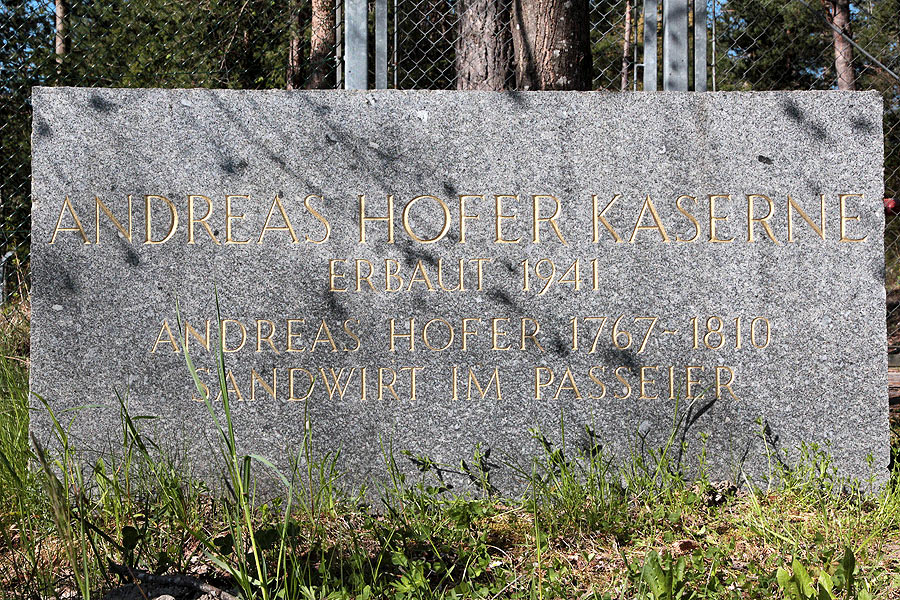 ANDREAS HOFER KASERNE
ERBAUT 1941
ANDREAS HOFER 1767-1810
SANDWIRT IM PASSEIER